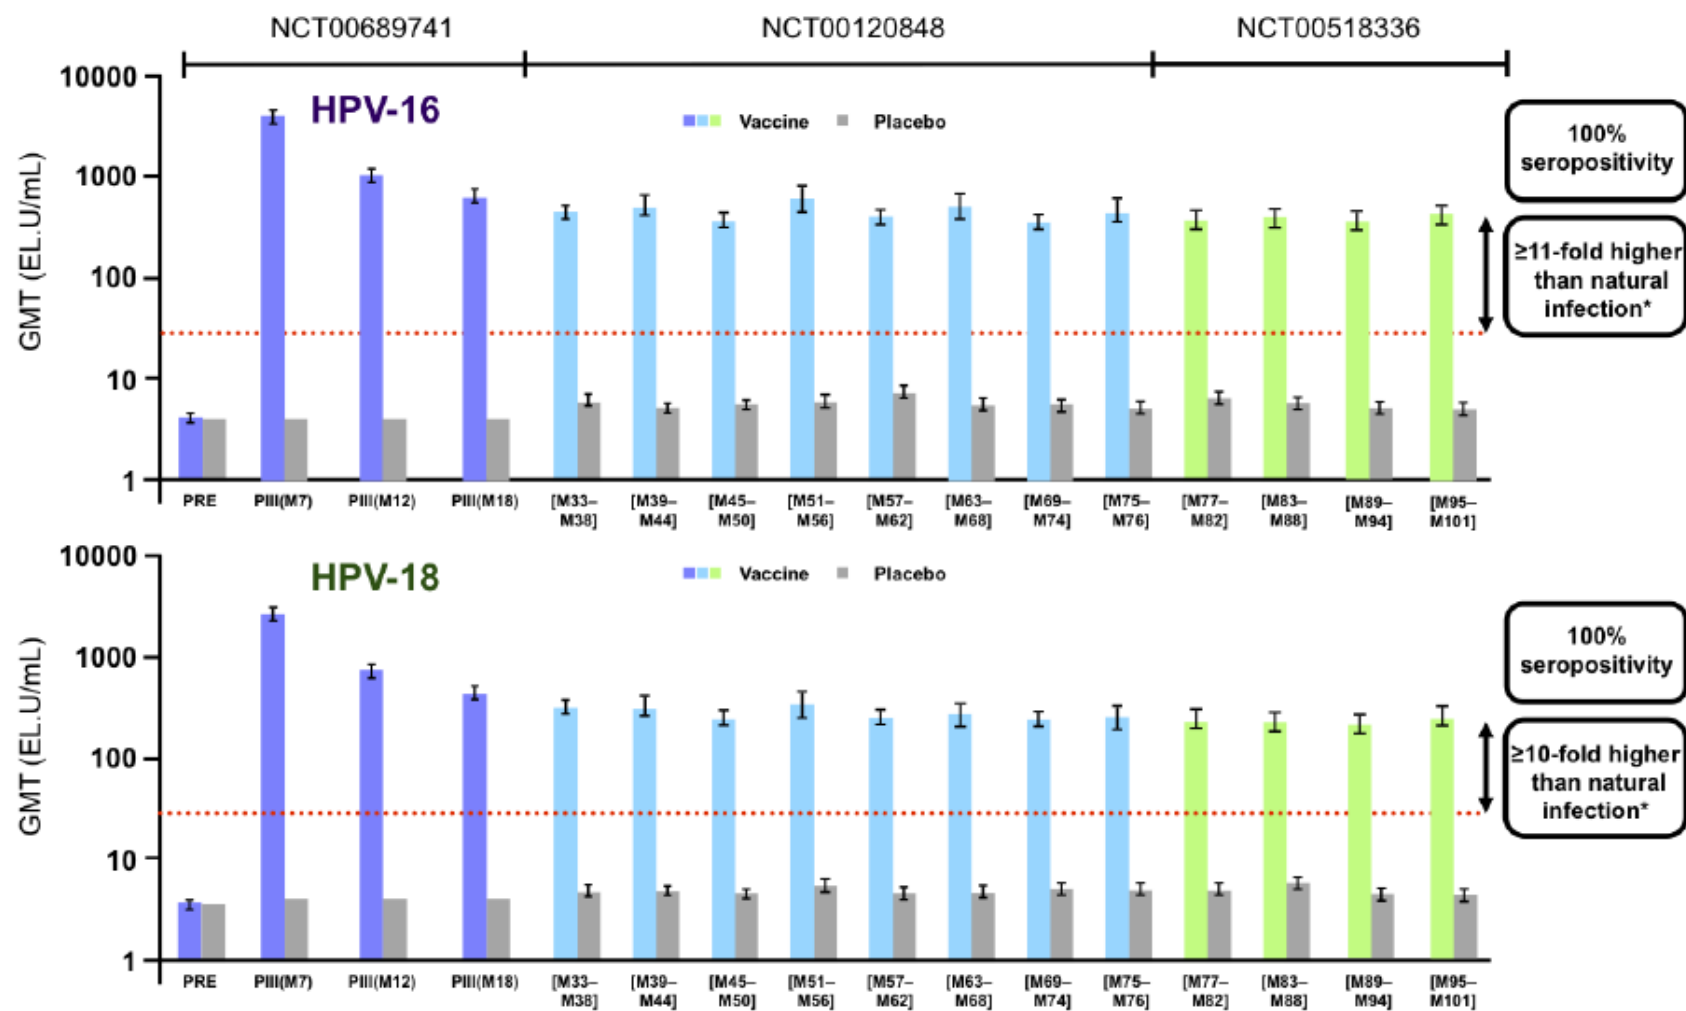 NCT00689741 NCT00120848 NCT00518336
10000
1000
100
10
1
GMT (EL.U/mL)
HPV-16
Vaccine Placebo
100%
seropositivity
≥11-fold higher
than natural
infection*
PRE PIII(M7) PIII(M12) PIII(M18) [M33– [M39– [M45– [M51– [M57– [M63– [M69– [M75– [M77– [M83– [M89– [M95–
M38] M44] M50] M56] M62] M68] M74] M76] M82] M88] M94] M101]
10000
1000
100
10
1
GMT (EL.U/mL)
HPV-18
Vaccine Placebo
100%
seropositivity
≥10-fold higher
than natural
infection*
PRE PIII(M7) PIII(M12) PIII(M18) [M33– [M39– [M45– [M51– [M57– [M63– [M69– [M75– [M77– [M83– [M89– [M95–
M38] M44] M50] M56] M62] M68] M74] M76] M82] M88] M94] M101]